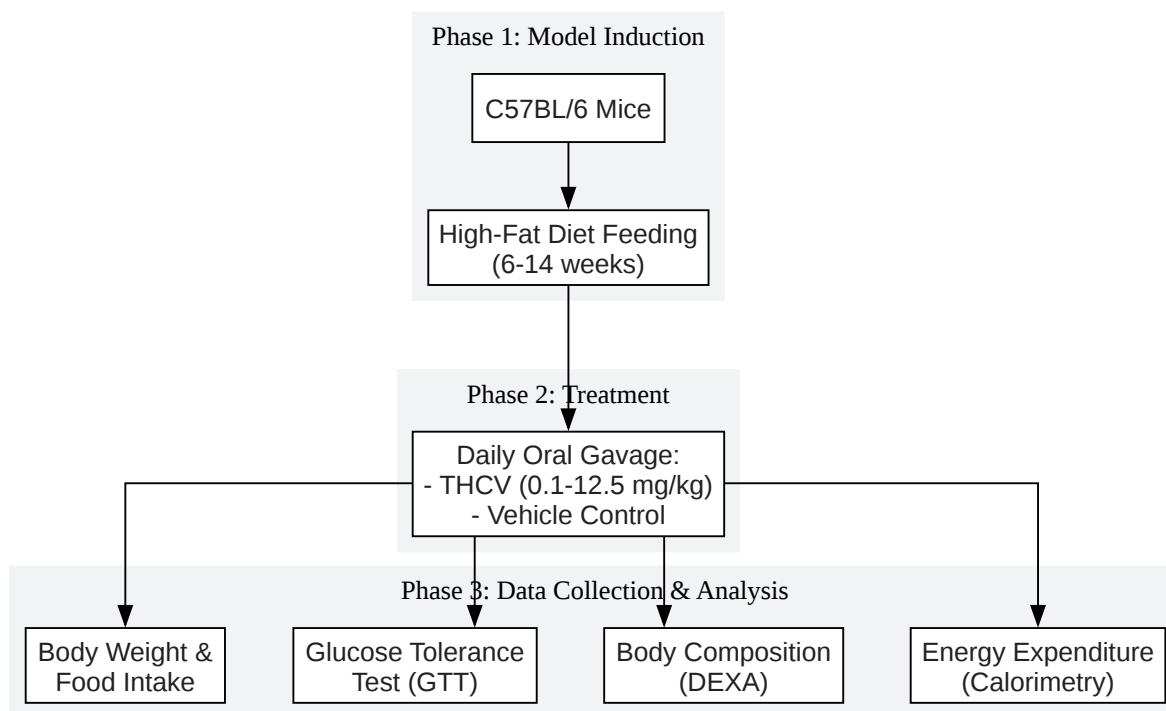 Phase 1: Model Induction
C57BL/6 Mice
High-Fat Diet Feeding
(6-14 weeks)
Phase 2: Treatment
Daily Oral Gavage:
- THCV (0.1-12.5 mg/kg)
- Vehicle Control
Phase 3: Data Collection & Analysis
Body Weight &
Food Intake
Glucose Tolerance
Test (GTT)
Body Composition
(DEXA)
Energy Expenditure
(Calorimetry)